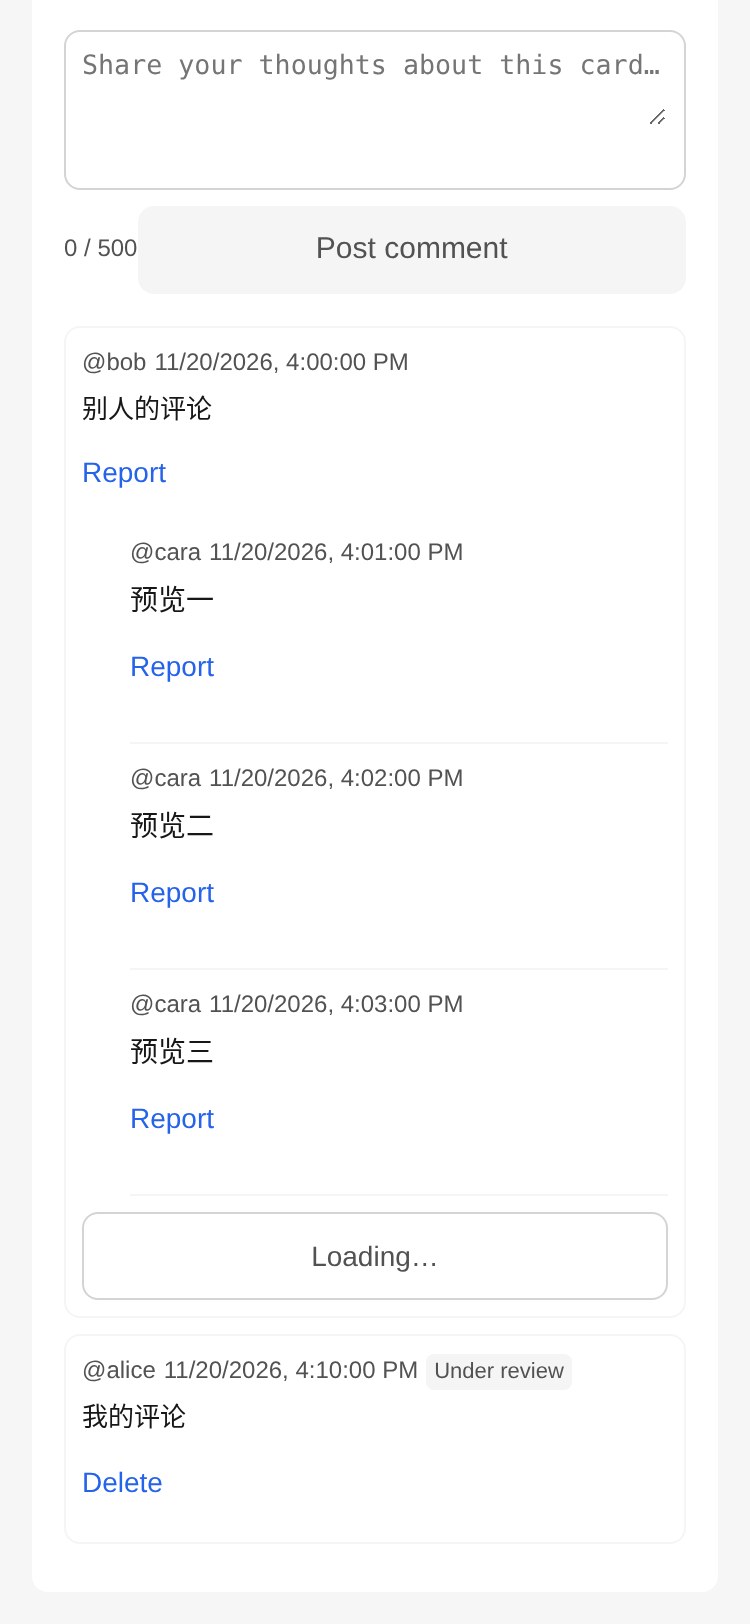 Share your thoughts about this card…
0 / 500
Post comment
@bob 11/20/2026, 4:00:00 PM
别人的评论
Report
@cara 11/20/2026, 4:01:00 PM
预览一
Report
@cara 11/20/2026, 4:02:00 PM
预览二
Report
@cara 11/20/2026, 4:03:00 PM
预览三
Report
Loading…
@alice 11/20/2026, 4:10:00 PM Under review
我的评论
Delete